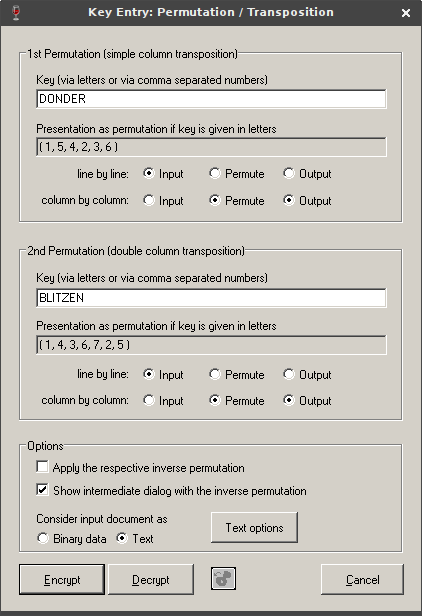 Key Entry: Permutation / Transposition
1st Permutation (simple column transposition)
Key (via letters or via comma separated numbers)
DONDER
Presentation as permutation if key is given in letters
( 1, 5, 4, 2, 3, 6 )
line by line: Input Permute Output
column by column: Input Permute Output
2nd Permutation (double column transposition)
Key (via letters or via comma separated numbers)
BLITZEN
Presentation as permutation if key is given in letters
( 1, 4, 3, 6, 7, 2, 5 )
line by line: Input Permute Output
column by column: Input Permute Output
Options
Apply the respective inverse permutation
Show intermediate dialog with the inverse permutation
Consider input document as
Binary data Text
Text options
Encrypt Decrypt Cancel